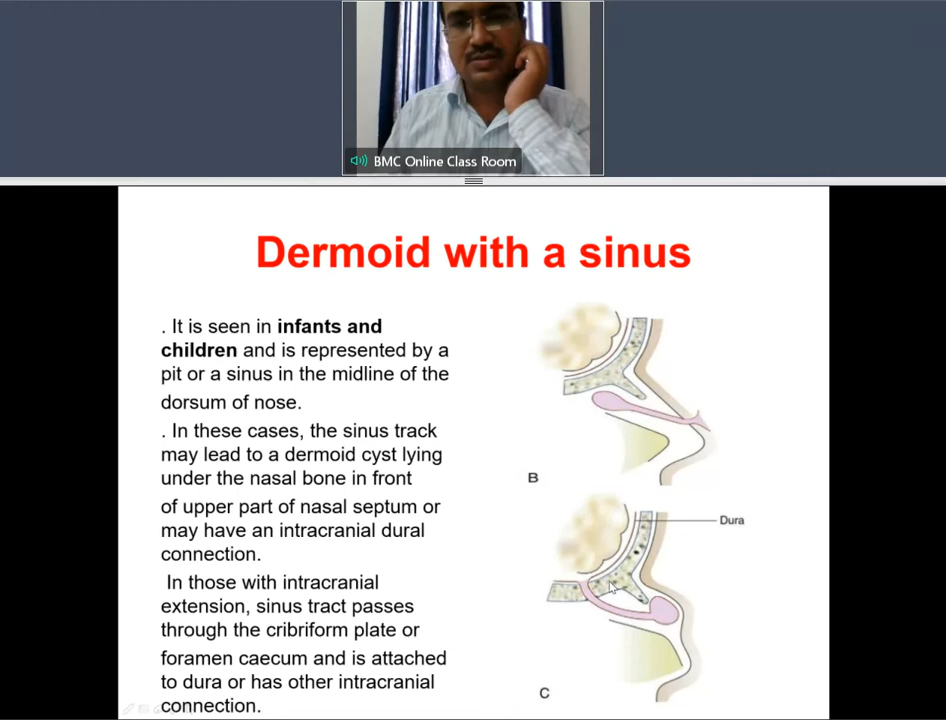 BMC Online Class Room
Dermoid with a sinus
. It is seen in infants and
children and is represented by a
pit or a sinus in the midline of the
dorsum of nose.
. In these cases, the sinus track
may lead to a dermoid cyst lying
under the nasal bone in front
of upper part of nasal septum or
may have an intracranial dural
connection.
In those with intracranial
extension, sinus tract passes
through the cribriform plate or
foramen caecum and is attached
to dura or has other intracranial
connection.
B
Dura
C